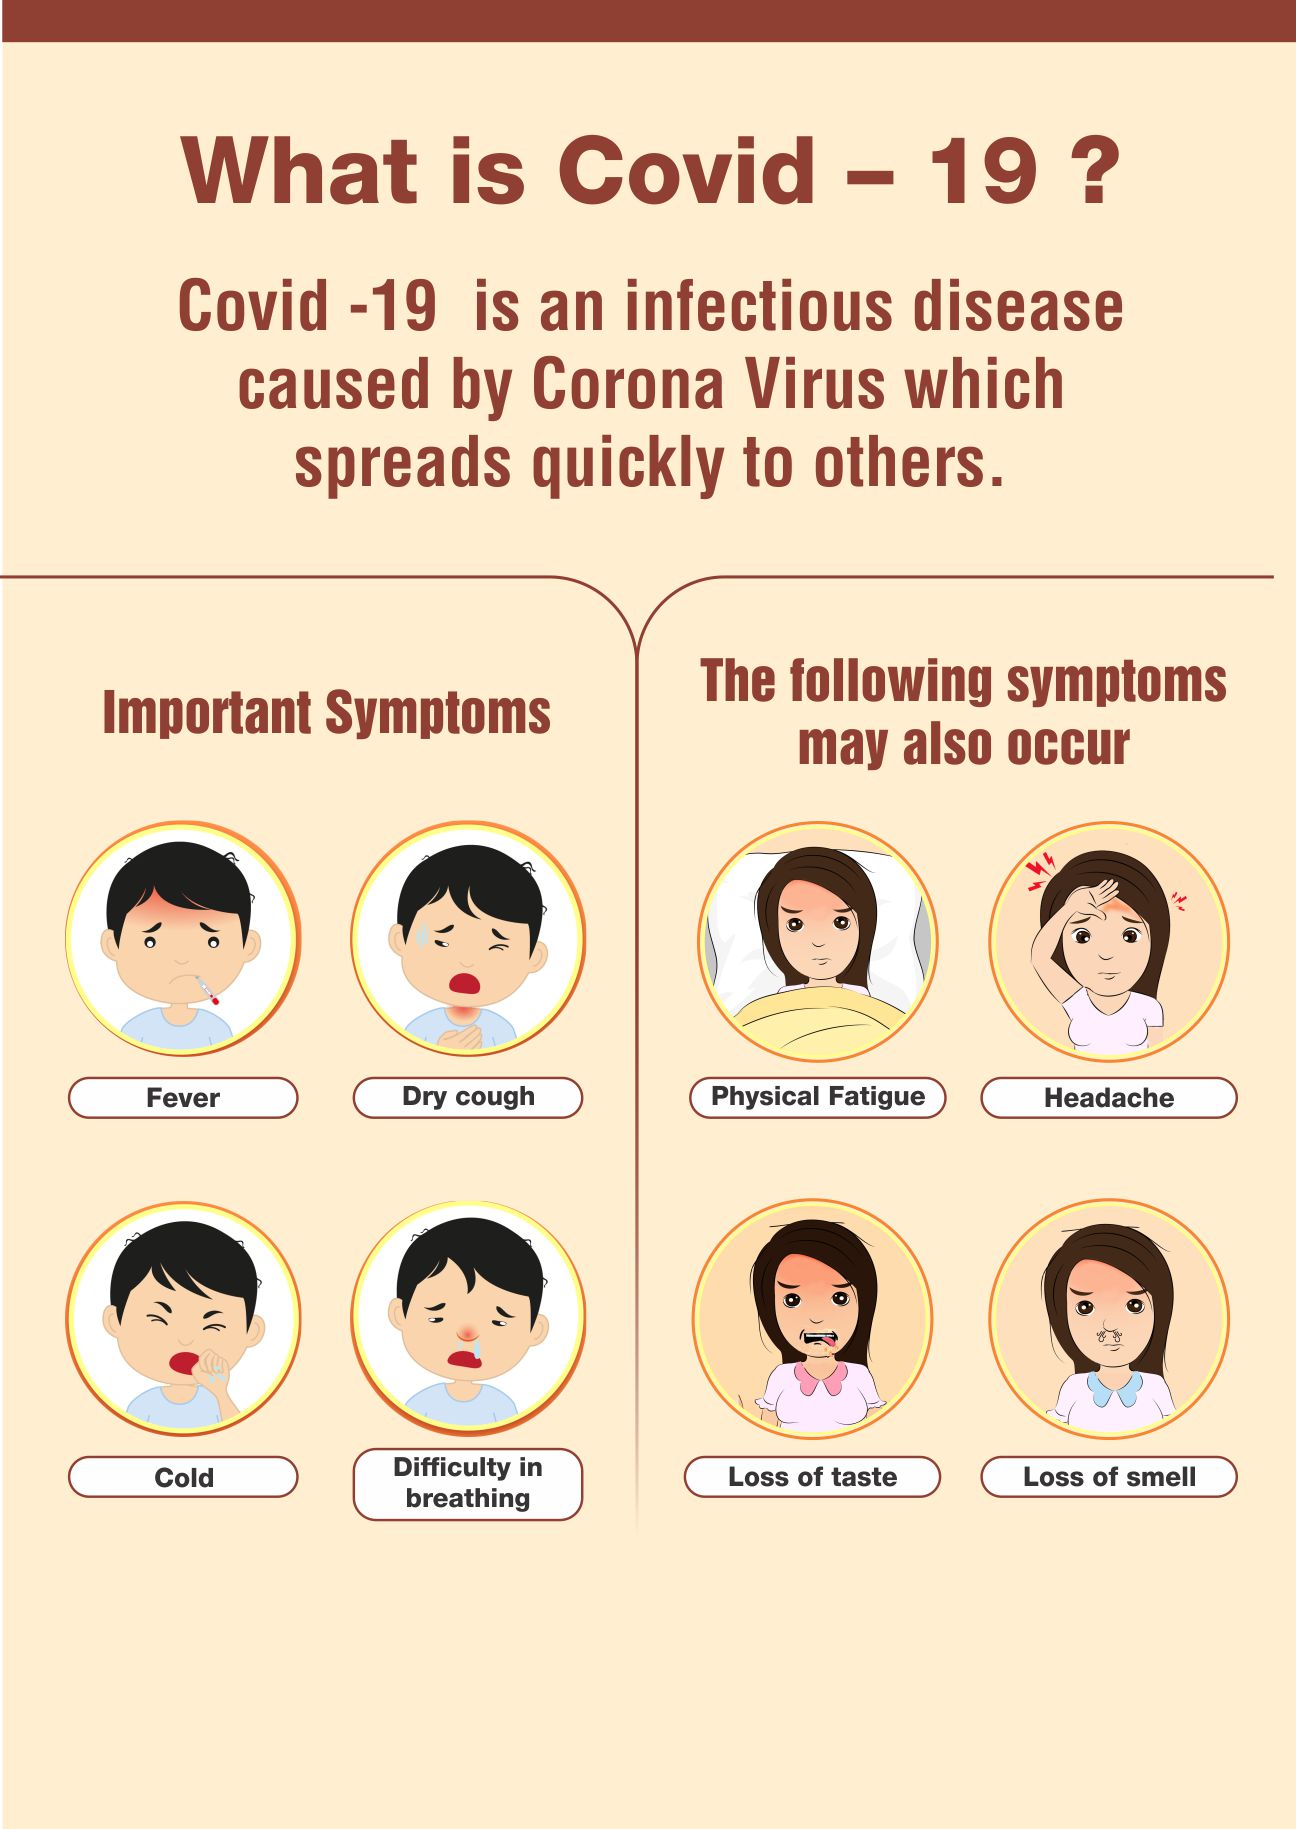 What is Covid – 19 ?
Covid -19 is an infectious disease
caused by Corona Virus which
spreads quickly to others.
Important Symptoms
Fever
Dry cough
Cold
Difficulty in
breathing
The following symptoms
may also occur
Physical Fatigue
Headache
Loss of taste
Loss of smell